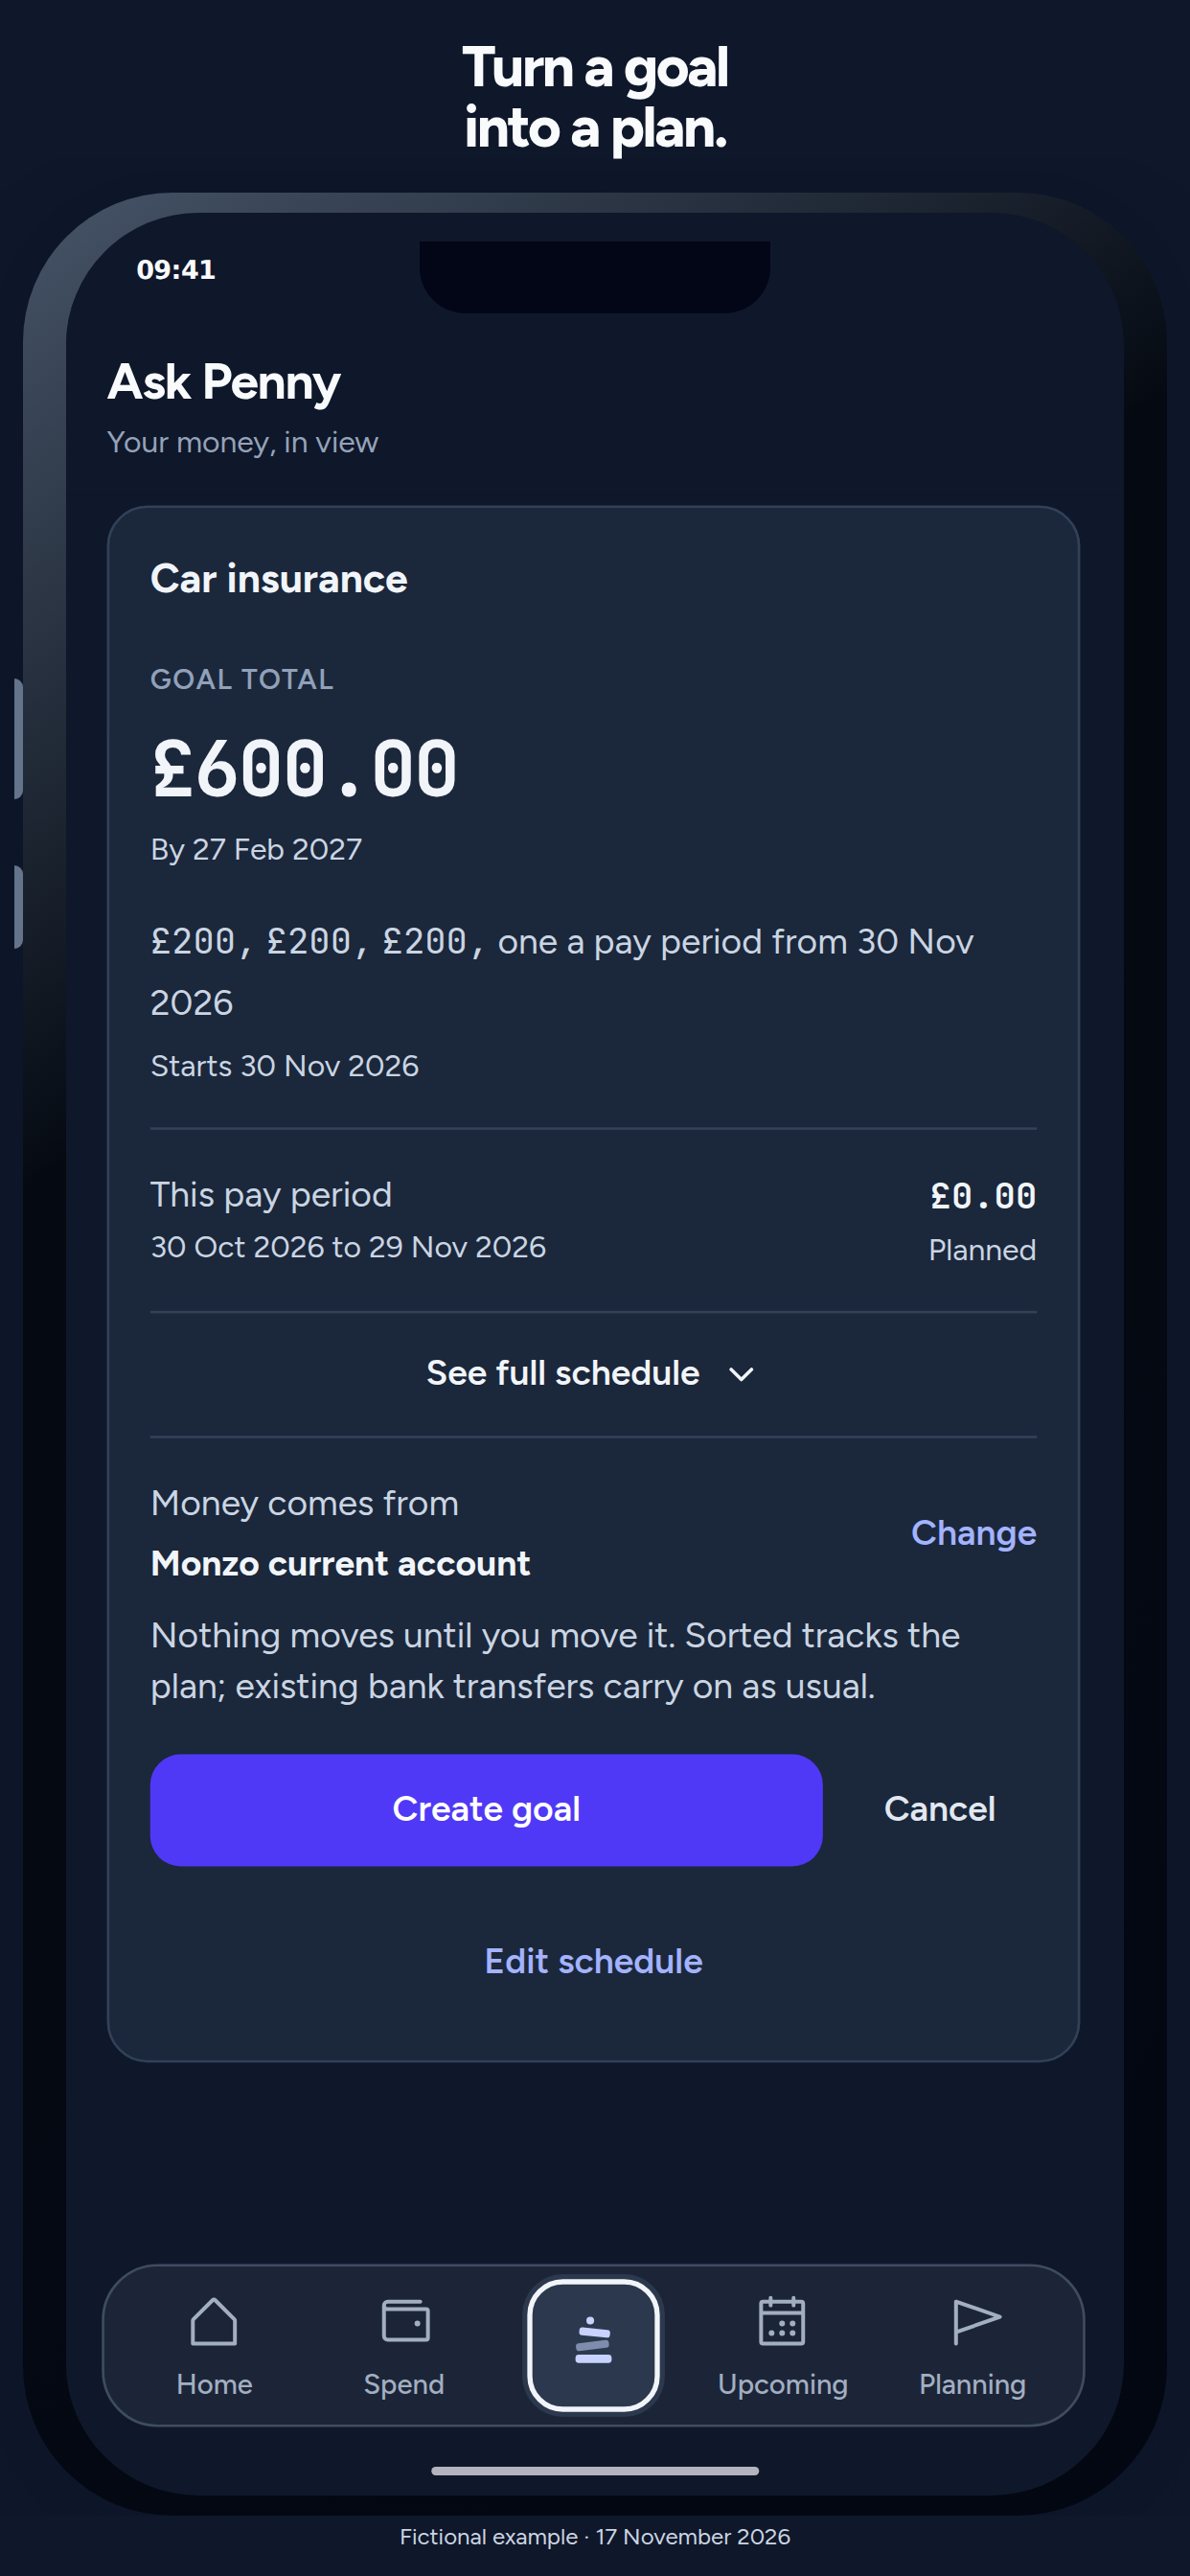 Turn a goal
into a plan.
09:41
Ask Penny
Your money, in view
Car insurance
GOAL TOTAL
£600.00
By 27 Feb 2027
£200, £200, £200, one a pay period from 30 Nov
2026
Starts 30 Nov 2026
This pay period
£0.00
30 Oct 2026 to 29 Nov 2026
Planned
See full schedule
Money comes from
Change
Monzo current account
Nothing moves until you move it. Sorted tracks the
plan; existing bank transfers carry on as usual.
Create goal
Cancel
Edit schedule
Home
Spend
Upcoming
Planning
Fictional example · 17 November 2026